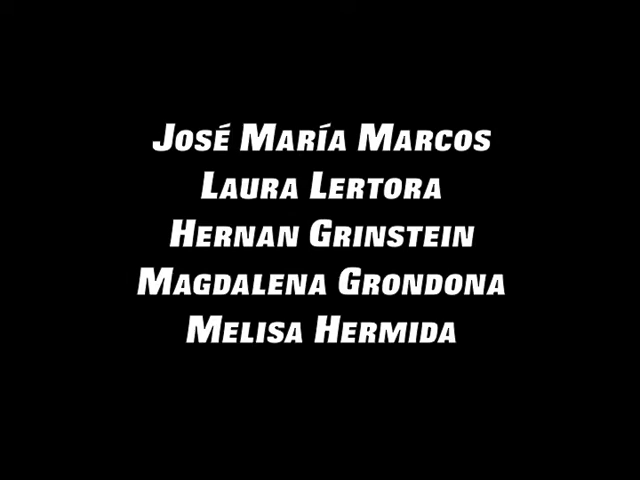 José María Marcos
Laura Lertora
Hernan Grinstein
Magdalena Grondona
Melisa Hermida